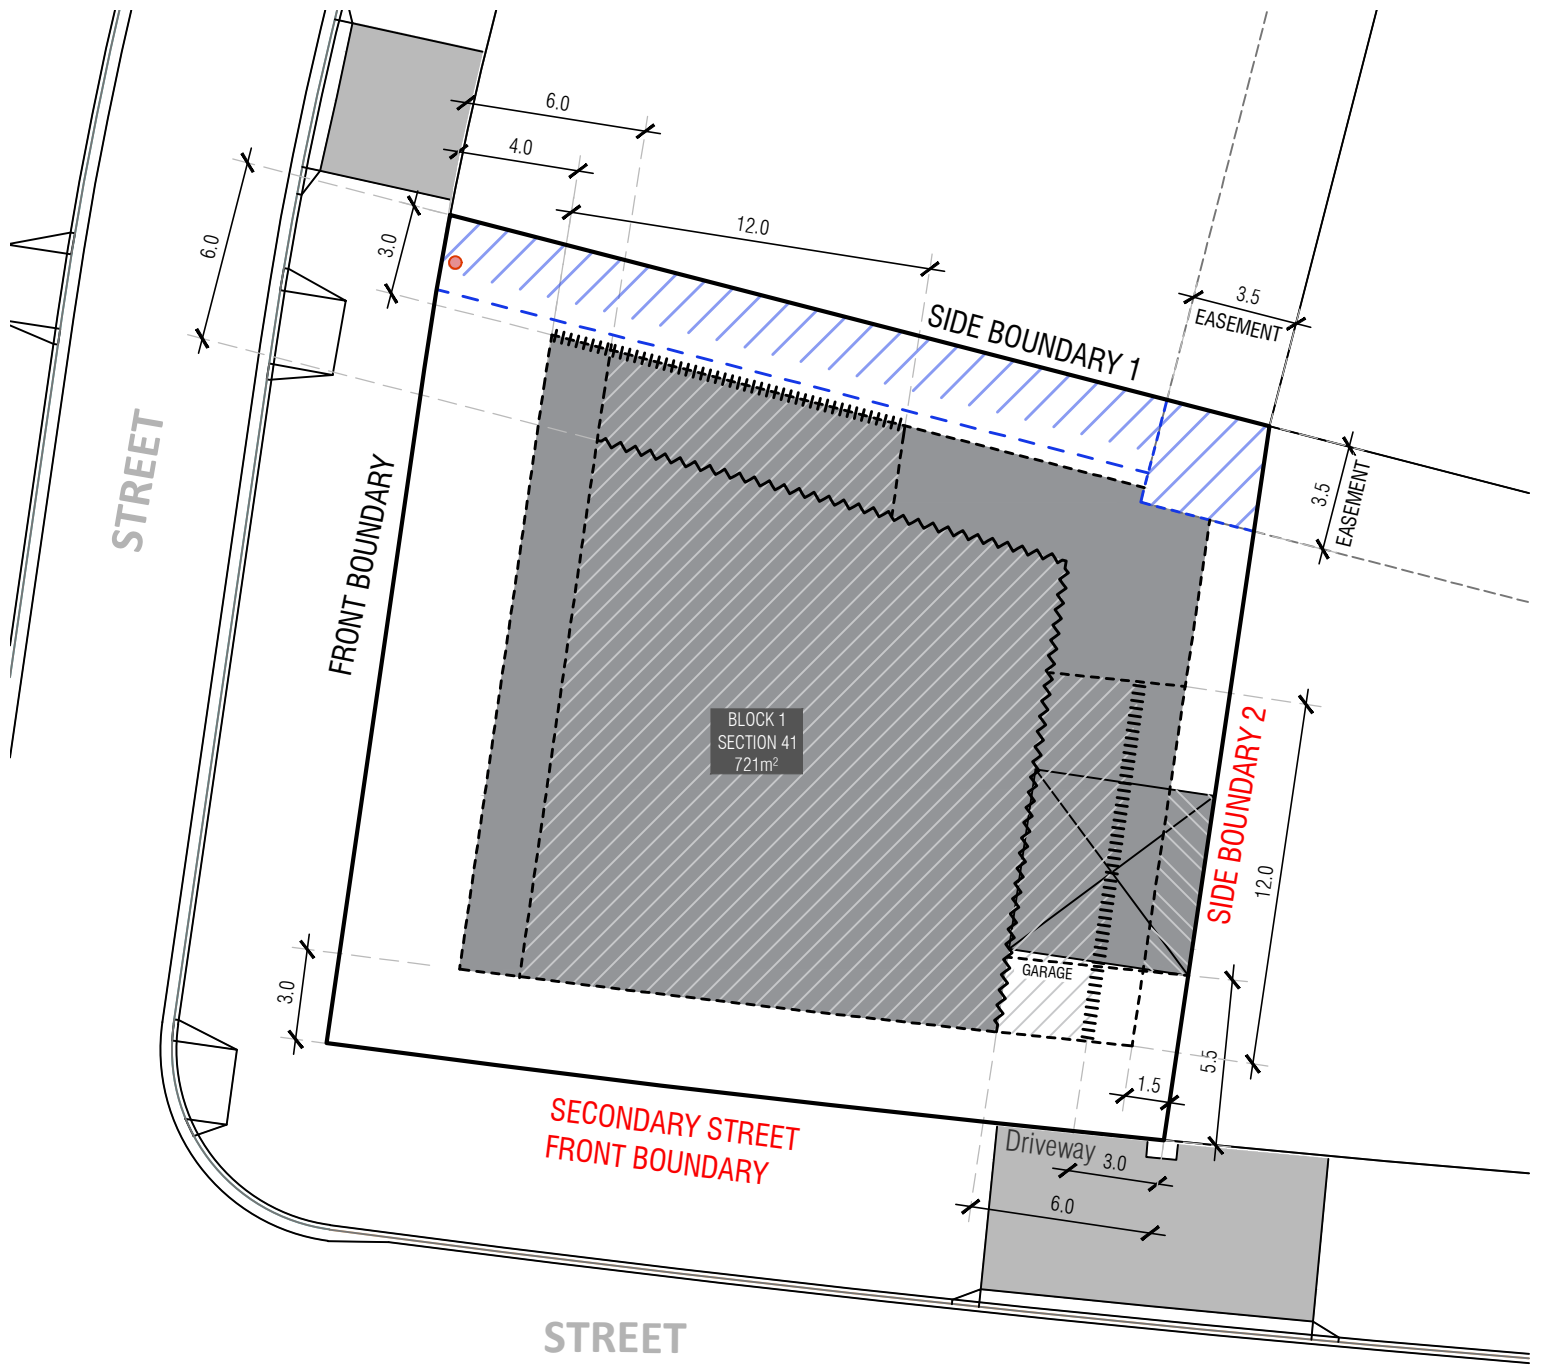 6.0
4.0
12.0
6.0
3.0
SIDE BOUNDARY 1
3.5
EASEMENT
3.5
EASEMENT
STREET
FRONT BOUNDARY
BLOCK 1
SECTION 41
721m²
SIDE BOUNDARY 2
12.0
GARAGE
3.0
5.5
1.5
SECONDARY STREET
FRONT BOUNDARY
Driveway
3.0
6.0
STREET